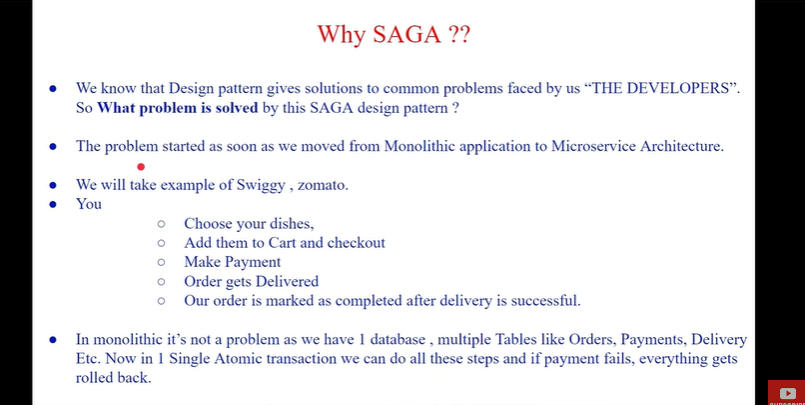 Why SAGA ??
● We know that Design pattern gives solutions to common problems faced by us “THE DEVELOPERS”.
So What problem is solved by this SAGA design pattern ?
● The problem started as soon as we moved from Monolithic application to Microservice Architecture.
● We will take example of Swiggy , zomato.
● You
○ Choose your dishes,
○ Add them to Cart and checkout
○ Make Payment
○ Order gets Delivered
○ Our order is marked as completed after delivery is successful.
● In monolithic it’s not a problem as we have 1 database , multiple Tables like Orders, Payments, Delivery
Etc. Now in 1 Single Atomic transaction we can do all these steps and if payment fails, everything gets
rolled back.